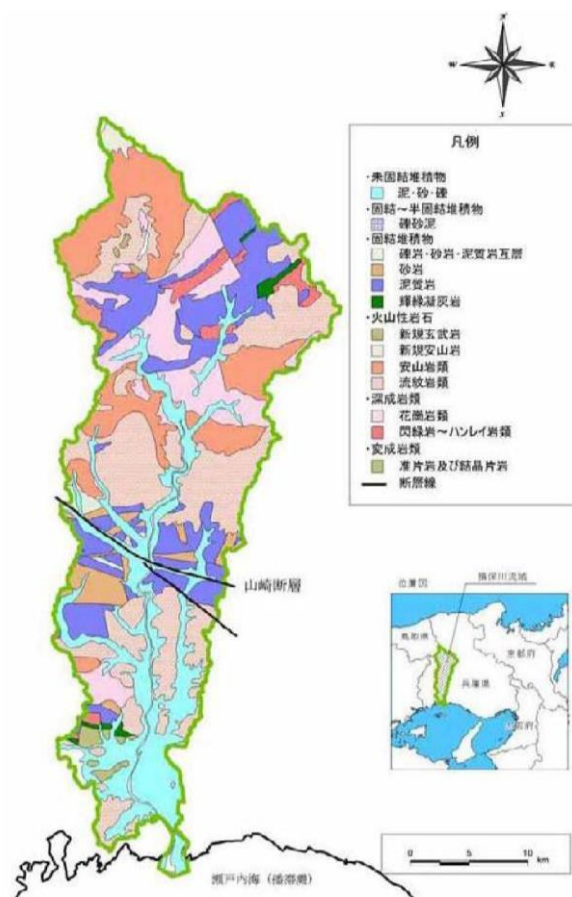 N
W
E
S
凡例
・未固結堆積物
泥・砂・礫
・固結～半固結堆積物
礫砂泥
・固結堆積物
礫岩・砂岩・泥質岩互層
砂岩
泥質岩
輝緑凝灰岩
・火山性岩石
新規玄武岩
新規安山岩
安山岩類
流紋岩類
・深成岩類
花崗岩類
閃緑岩～ハンレイ岩類
・変成岩類
准片岩及び結晶片岩
断層線
山崎断層
位置図
揖保川流域
鳥取県
京都府
兵庫県
瀬戸内海（播磨灘）
0
5
10
km